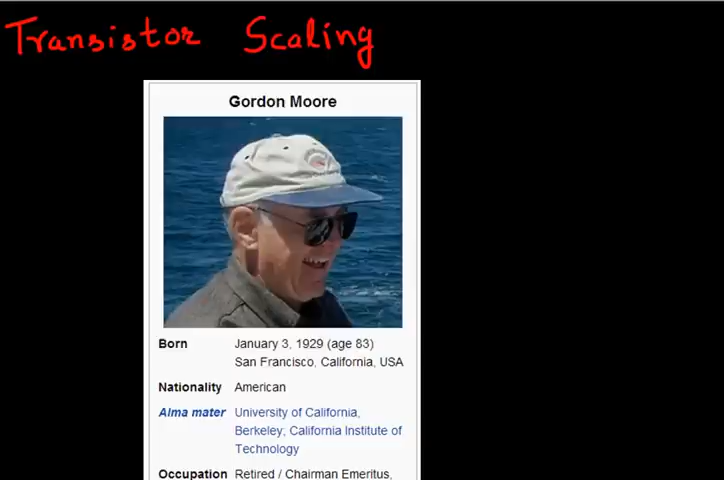 Transistor Scaling
Gordon Moore
Born January 3, 1929 (age 83)
San Francisco, California, USA
Nationality American
Alma mater University of California,
Berkeley; California Institute of
Technology
Occupation Retired / Chairman Emeritus,